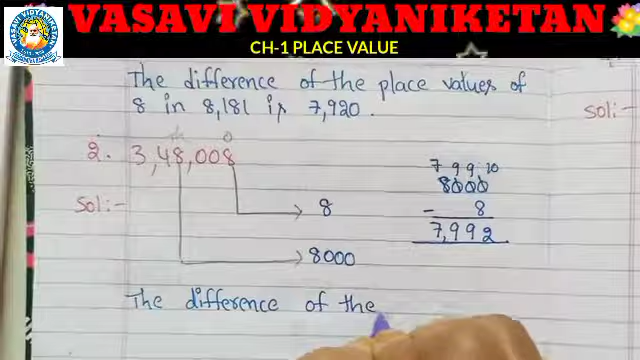 VASAVI VIDYANIKETAN
CH-1 PLACE VALUE
The difference of the place values of
8 in 8,181 is 7,920.
Sol:-
2. 3,48,008
Sol:-
8
8000
7 9 9 10
8000
- 8
7,992
The difference of the